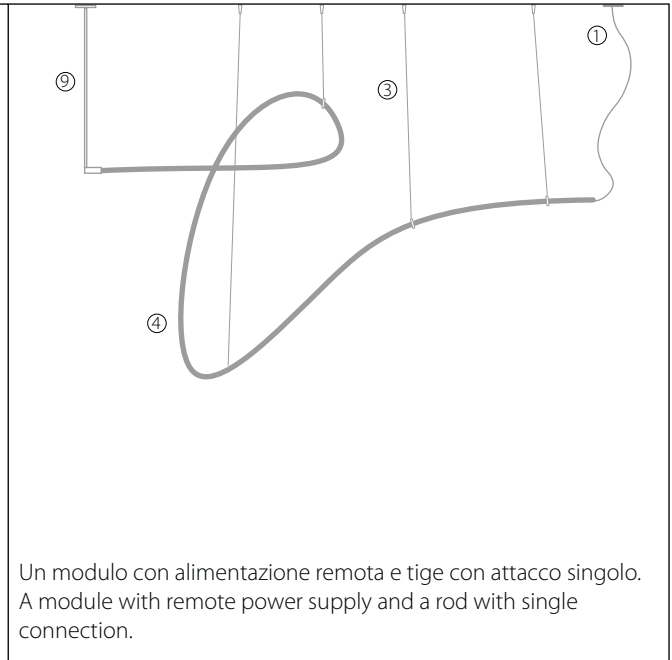 ①
⑨
③
④
Un modulo con alimentazione remota e tige con attacco singolo.
A module with remote power supply and a rod with single
connection.